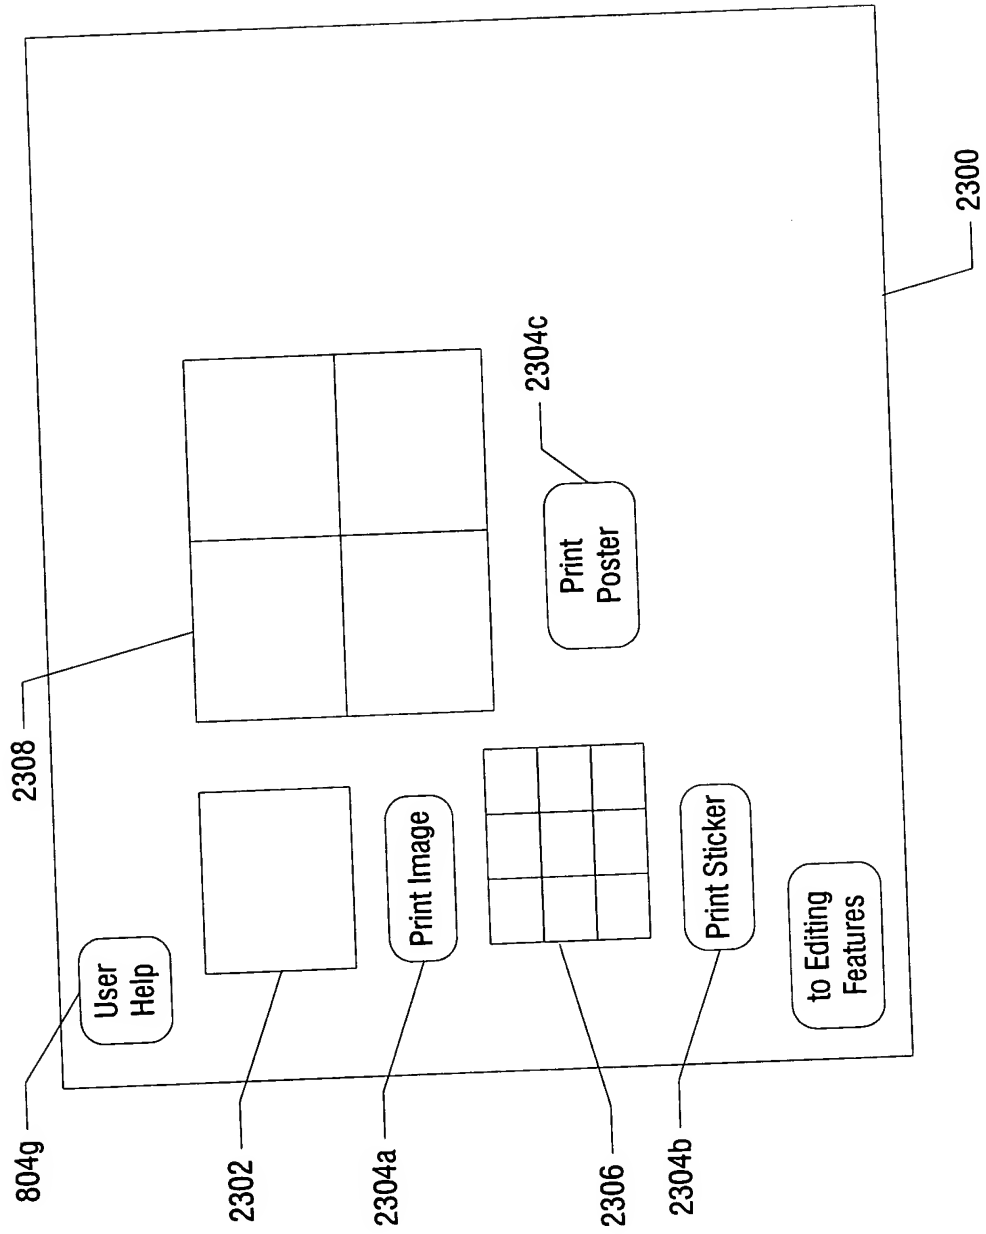 804g
User
Help
2302
2304a
Print Image
2306
2304b
Print Sticker
to Editing
Features
2308
Print
Poster
2304c
2300